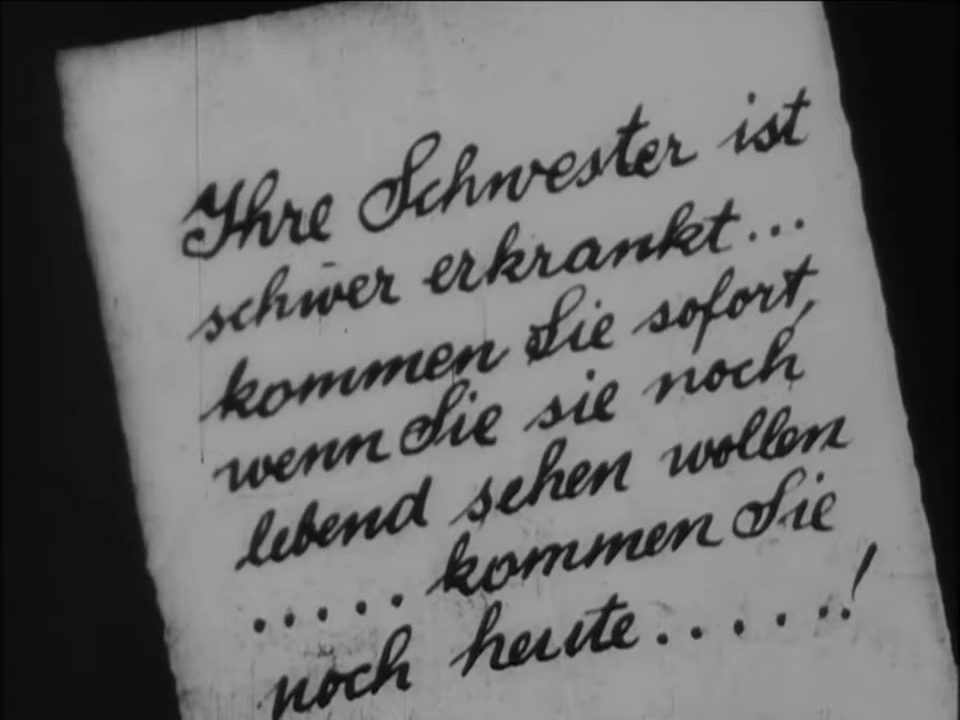 Ihre Schwester ist
schwer erkrankt...
kommen Sie sofort,
wenn Sie sie noch
lebend sehen wollen
.....kommen Sie
noch heute......!